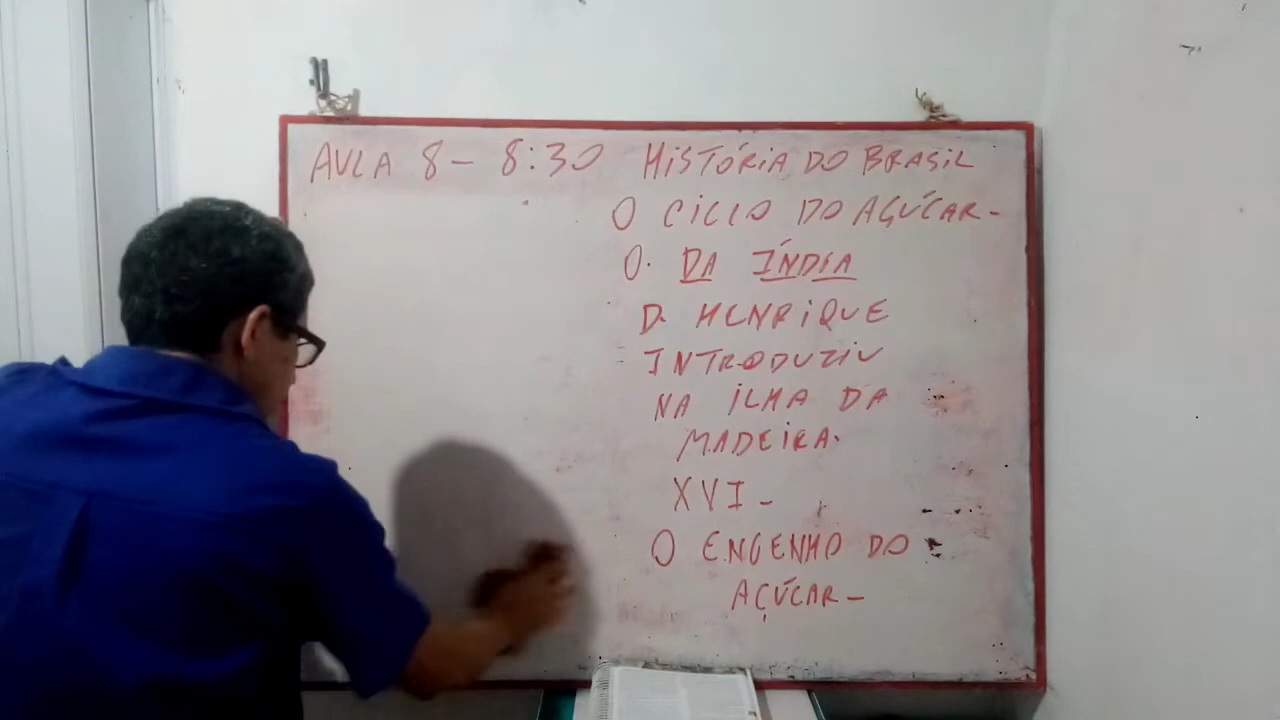 AULA 8 - 8:30 HISTÓRIA DO BRASIL
O CICLO DO AÇÚCAR -
O. DA ÍNDIA
D. HENRIQUE
INTRODUZIU
NA ILHA DA
MADEIRA.
XVI -
O ENGENHO DO
AÇÚCAR -